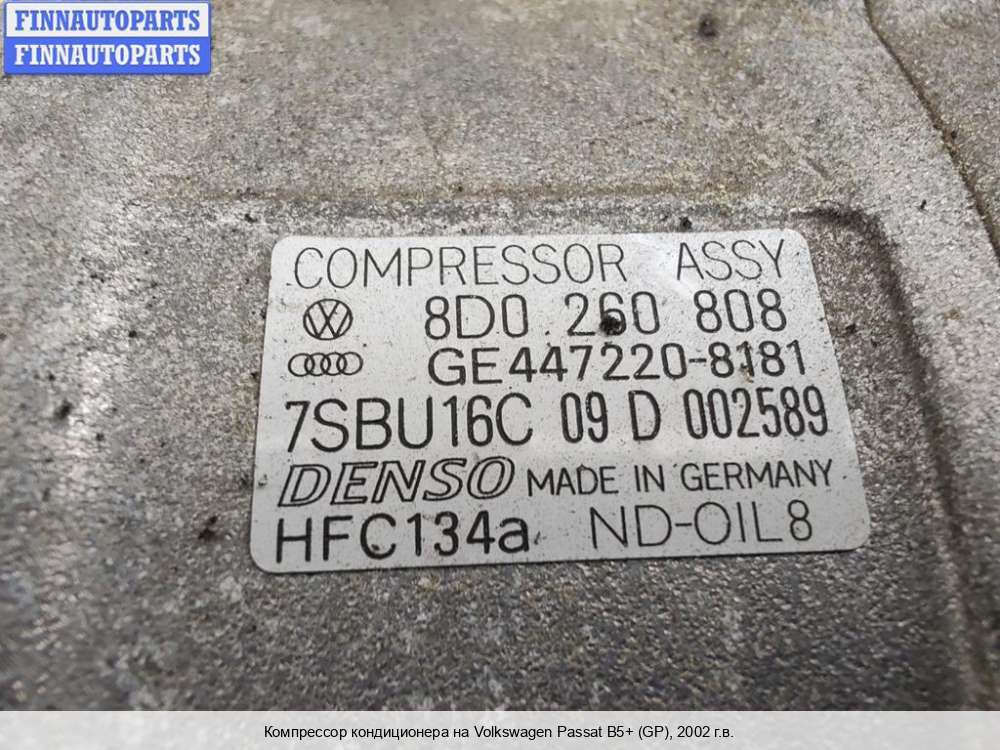 FINNAUTOPARTS
FINNAUTOPARTS
COMPRESSOR ASSY
8D0 260 808
GE447220-8181
7SBU16C 09 D 002589
DENSO MADE IN GERMANY
HFC134a ND-OIL8
Компрессор кондиционера на Volkswagen Passat B5+ (GP), 2002 г.в.